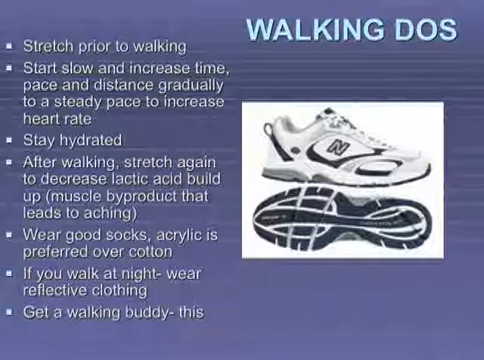 WALKING DOS
Stretch prior to walking
Start slow and increase time,
pace and distance gradually
to a steady pace to increase
heart rate
Stay hydrated
After walking, stretch again
to decrease lactic acid build
up (muscle byproduct that
leads to aching)
Wear good socks, acrylic is
preferred over cotton
If you walk at night- wear
reflective clothing
Get a walking buddy- this
N